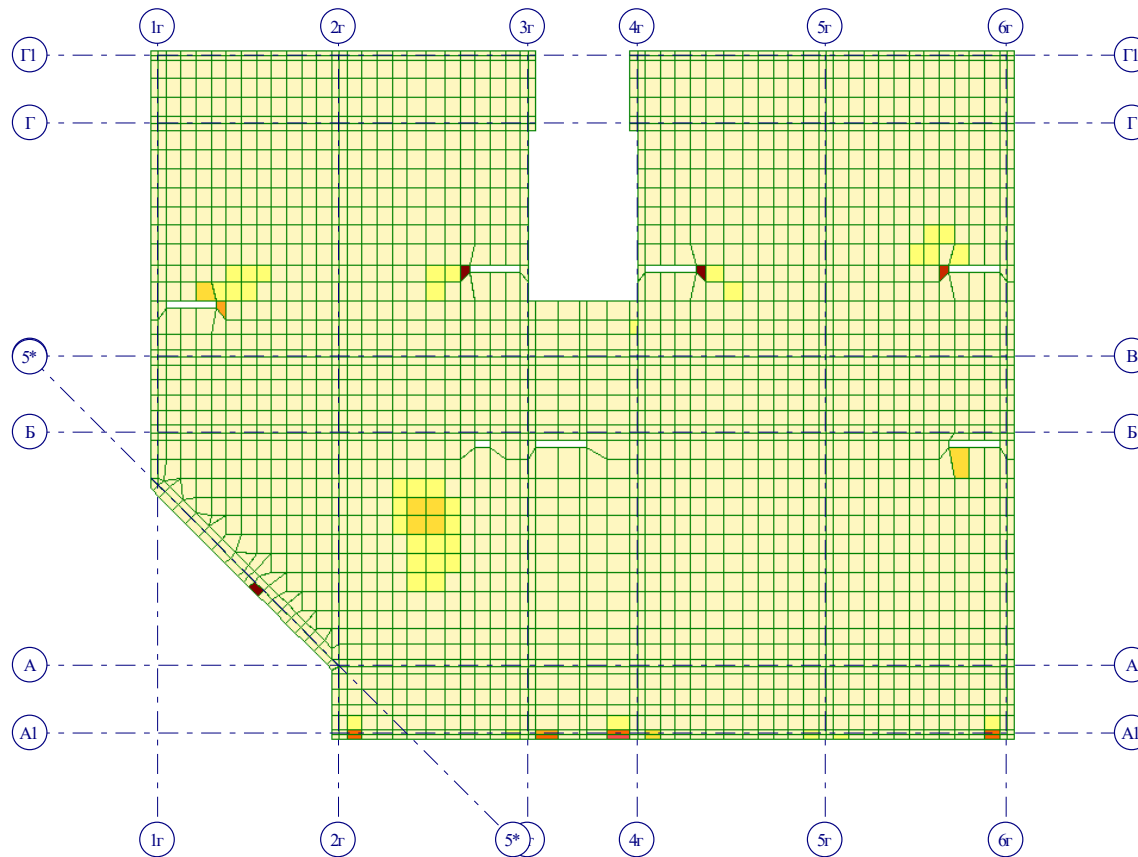 1г 2г 3г 4г 5г 6г
Г1 Г1
Г Г
5* В
Б Б
А А
А1 А1
1г 2г 5* 4г 5г 6г